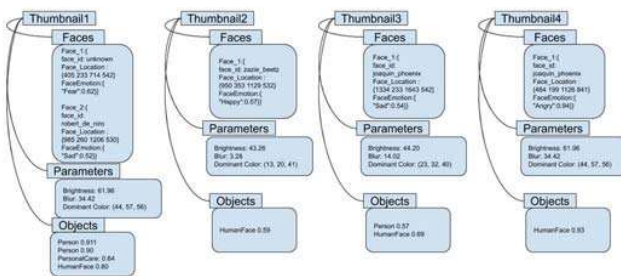 Thumbnail1
Faces
Face_1:{
face_id: unknown
Face_Location :
(405 233 714 542)
FaceEmotion:{
"Fear":0.62}}
Face_2:{
face_id:
robert_de_niro
Face_Location :
(985 260 1206 530)
FaceEmotion:{
"Sad":0.52}}
Parameters
Brightness: 61.96
Blur: 34.42
Dominant Color: (44, 57, 56)
Objects
Person 0.911
Person 0.90
PersonalCare: 0.84
HumanFace 0.80
Thumbnail2
Faces
Face_1:{
face_id: zazie_beetz
Face_Location :
(950 353 1129 532)
FaceEmotion:{
"Happy":0.57}}
Parameters
Brightness: 43.28
Blur: 3.28
Dominant Color: (13, 20, 41)
Objects
HumanFace 0.59
Thumbnail3
Faces
Face_1:{
face_id:
joaquin_phoenix
Face_Location :
(1334 233 1643 542)
FaceEmotion:{
"Sad":0.54}}
Parameters
Brightness: 44.20
Blur: 14.02
Dominant Color: (23, 32, 40)
Objects
Person 0.57
HumanFace 0.69
Thumbnail4
Faces
Face_1:{
face_id:
joaquin_phoenix
Face_Location :
(484 199 1126 841)
FaceEmotion:{
"Angry":0.94}}
Parameters
Brightness: 61.96
Blur: 34.42
Dominant Color: (44, 57, 56)
Objects
HumanFace 0.93